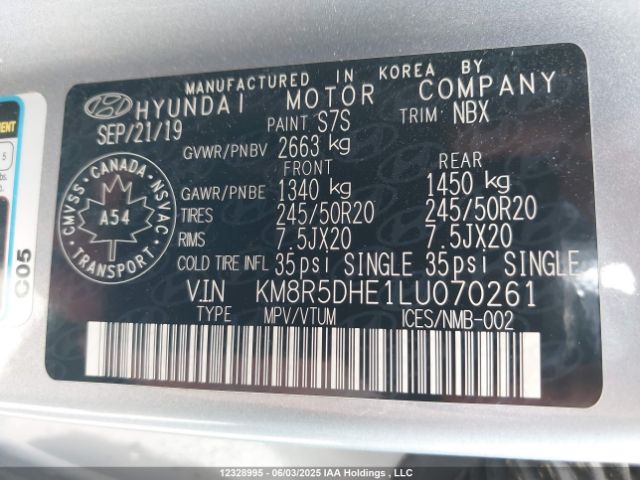 MANUFACTURED IN KOREA BY
HYUNDAI MOTOR COMPANY
SEP/21/19 PAINT S7S TRIM NBX
GVWR/PNBV 2663 kg
FRONT REAR
GAWR/PNBE 1340 kg 1450 kg
TIRES 245/50R20 245/50R20
RIMS 7.5JX20 7.5JX20
COLD TIRE INFL 35psi SINGLE 35psi SINGLE
VIN KM8R5DHE1LU070261
TYPE MPV/VTUM ICES/NMB-002
CMVSS·CANADA·NSVAC
A54
TRANSPORT
C05
5
12328995 - 06/03/2025 IAA Holdings , LLC